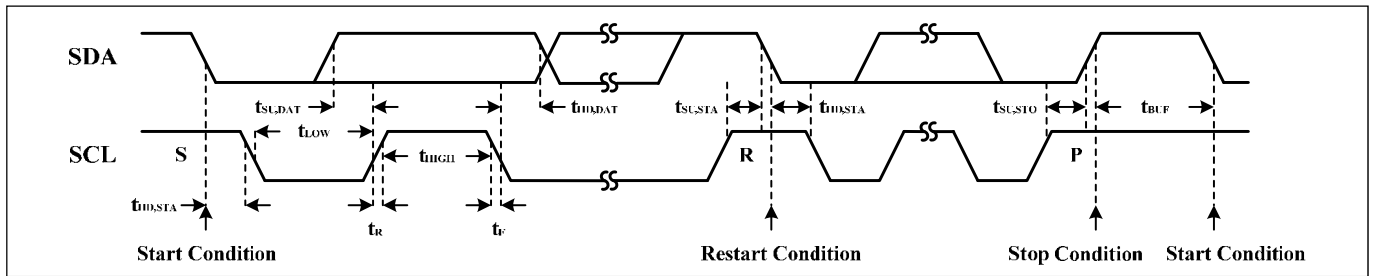 SDA
tSU,DAT
tHD,DAT
tSU,STA
tHD,STA
tSU,STO
tBUF
tLOW
SCL
S
tHIGH
R
P
tHD,STA
tR
tF
Start Condition
Restart Condition
Stop Condition
Start Condition